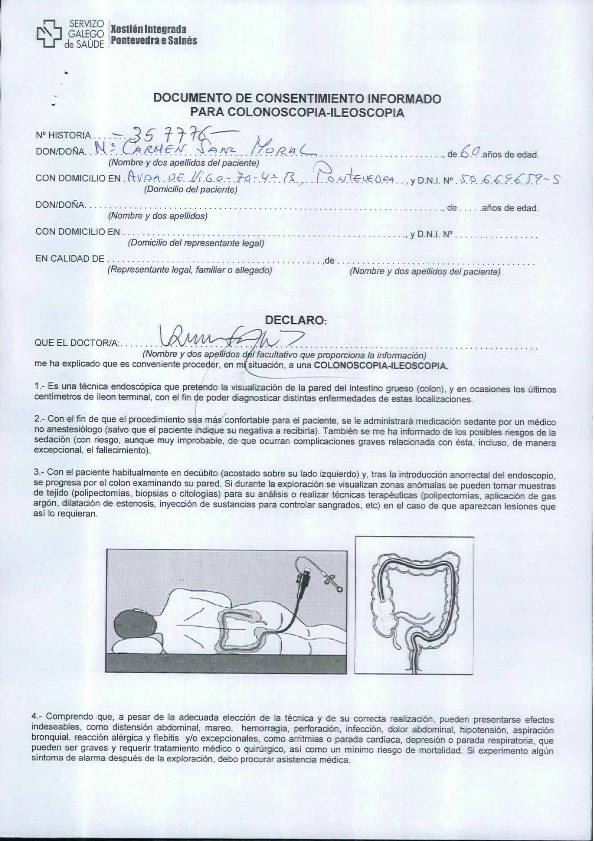 SERVIZO
GALEGO
de SAÚDE
Xestión Integrada
Pontevedra e Salnés
DOCUMENTO DE CONSENTIMIENTO INFORMADO
PARA COLONOSCOPIA-ILEOSCOPIA
Nº HISTORIA.....-357776-
DON/DOÑA. Mª CARMEN SANZ MORAL......, de 60 años de edad.
(Nombre y dos apellidos del paciente)
CON DOMICILIO EN AVDA. DE VIGO-70-4º-B, PONTEVEDRA y D.N.I. Nº 50.669659-S
(Domicilio del paciente)
DON/DOÑA......, de .....años de edad.
(Nombre y dos apellidos)
CON DOMICILIO EN......, y D.N.I. Nº......
(Domicilio del representante legal)
EN CALIDAD DE ......,de ......
(Representante legal, familiar o allegado) (Nombre y dos apellidos del paciente)
DECLARO:
QUE EL DOCTOR/A:......
(Nombre y dos apellidos del facultativo que proporciona la información)
me ha explicado que es conveniente proceder, en mi situación, a una COLONOSCOPIA-ILEOSCOPIA.
1.- Es una técnica endoscópica que pretende la visualización de la pared del intestino grueso (colon), y en ocasiones los últimos
centímetros de íleon terminal, con el fin de poder diagnosticar distintas enfermedades de estas localizaciones.
2.- Con el fin de que el procedimiento sea más confortable para el paciente, se le administrará medicación sedante por un médico
no anestesiólogo (salvo que el paciente indique su negativa a recibirla). También se me ha informado de los posibles riesgos de la
sedación (con riesgo, aunque muy improbable, de que ocurran complicaciones graves relacionada con ésta, incluso, de manera
excepcional, el fallecimiento).
3.- Con el paciente habitualmente en decúbito (acostado sobre su lado izquierdo) y, tras la introducción anorrectal del endoscopio,
se progresa por el colon examinando su pared. Si durante la exploración se visualizan zonas anómalas se pueden tomar muestras
de tejido (polipectomías, biopsias o citologías) para su análisis o realizar técnicas terapéuticas (polipectomías, aplicación de gas
argón, dilatación de estenosis, inyección de sustancias para controlar sangrados, etc) en el caso de que aparezcan lesiones que
así lo requieran.
4.- Comprendo que, a pesar de la adecuada elección de la técnica y de su correcta realización, pueden presentarse efectos
indeseables, como distensión abdominal, mareo, hemorragia, perforación, infección, dolor abdominal, hipotensión, aspiración
bronquial, reacción alérgica y flebitis y/o excepcionales, como arritmias o parada cardiaca, depresión o parada respiratoria, que
pueden ser graves y requerir tratamiento médico o quirúrgico, así como un mínimo riesgo de mortalidad. Si experimento algún
síntoma de alarma después de la exploración, debo procurar asistencia médica.